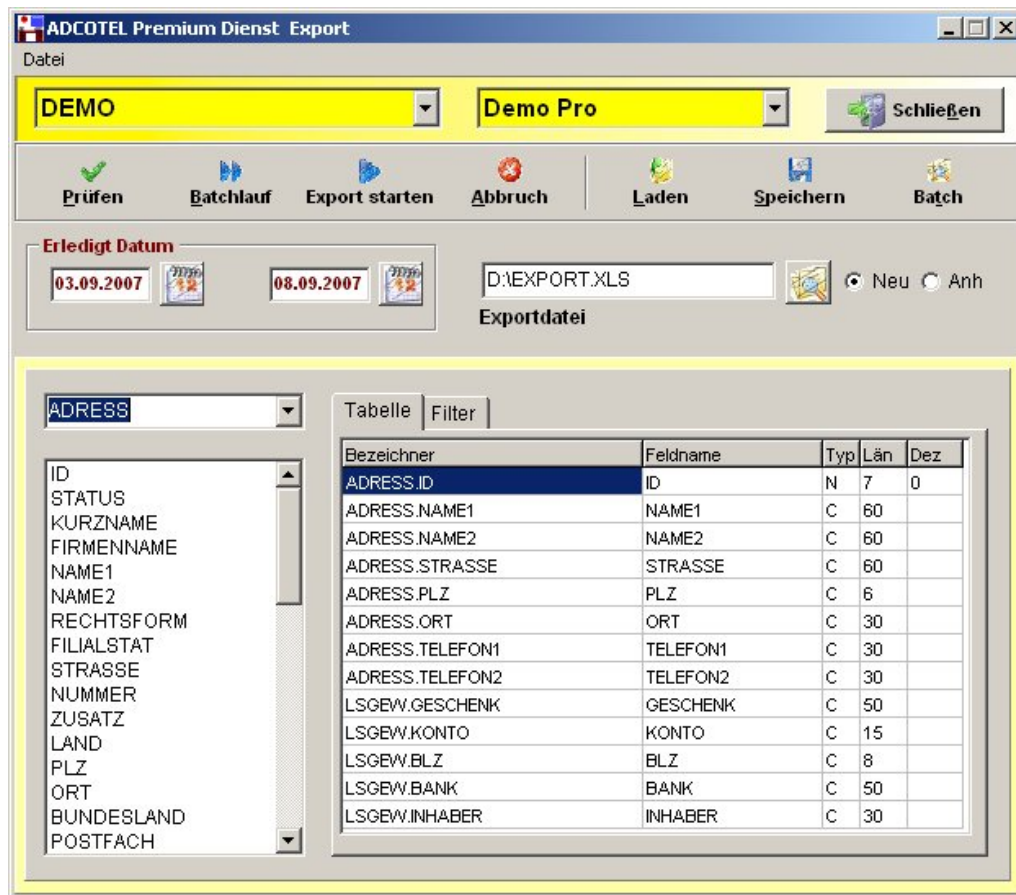 ADCOTEL Premium Dienst Export
Datei
DEMO Demo Pro Schließen
Prüfen Batchlauf Export starten Abbruch Laden Speichern Batch
Erledigt Datum
03.09.2007 08.09.2007 D:\EXPORT.XLS Neu Anh
Exportdatei
ADRESS
ID
STATUS
KURZNAME
FIRMENNAME
NAME1
NAME2
RECHTSFORM
FILIALSTAT
STRASSE
NUMMER
ZUSATZ
LAND
PLZ
ORT
BUNDESLAND
POSTFACH
Tabelle Filter
Bezeichner Feldname Typ Län Dez
ADRESS.ID ID N 7 0
ADRESS.NAME1 NAME1 C 60
ADRESS.NAME2 NAME2 C 60
ADRESS.STRASSE STRASSE C 60
ADRESS.PLZ PLZ C 6
ADRESS.ORT ORT C 30
ADRESS.TELEFON1 TELEFON1 C 30
ADRESS.TELEFON2 TELEFON2 C 30
LSGEW.GESCHENK GESCHENK C 50
LSGEW.KONTO KONTO C 15
LSGEW.BLZ BLZ C 8
LSGEW.BANK BANK C 50
LSGEW.INHABER INHABER C 30